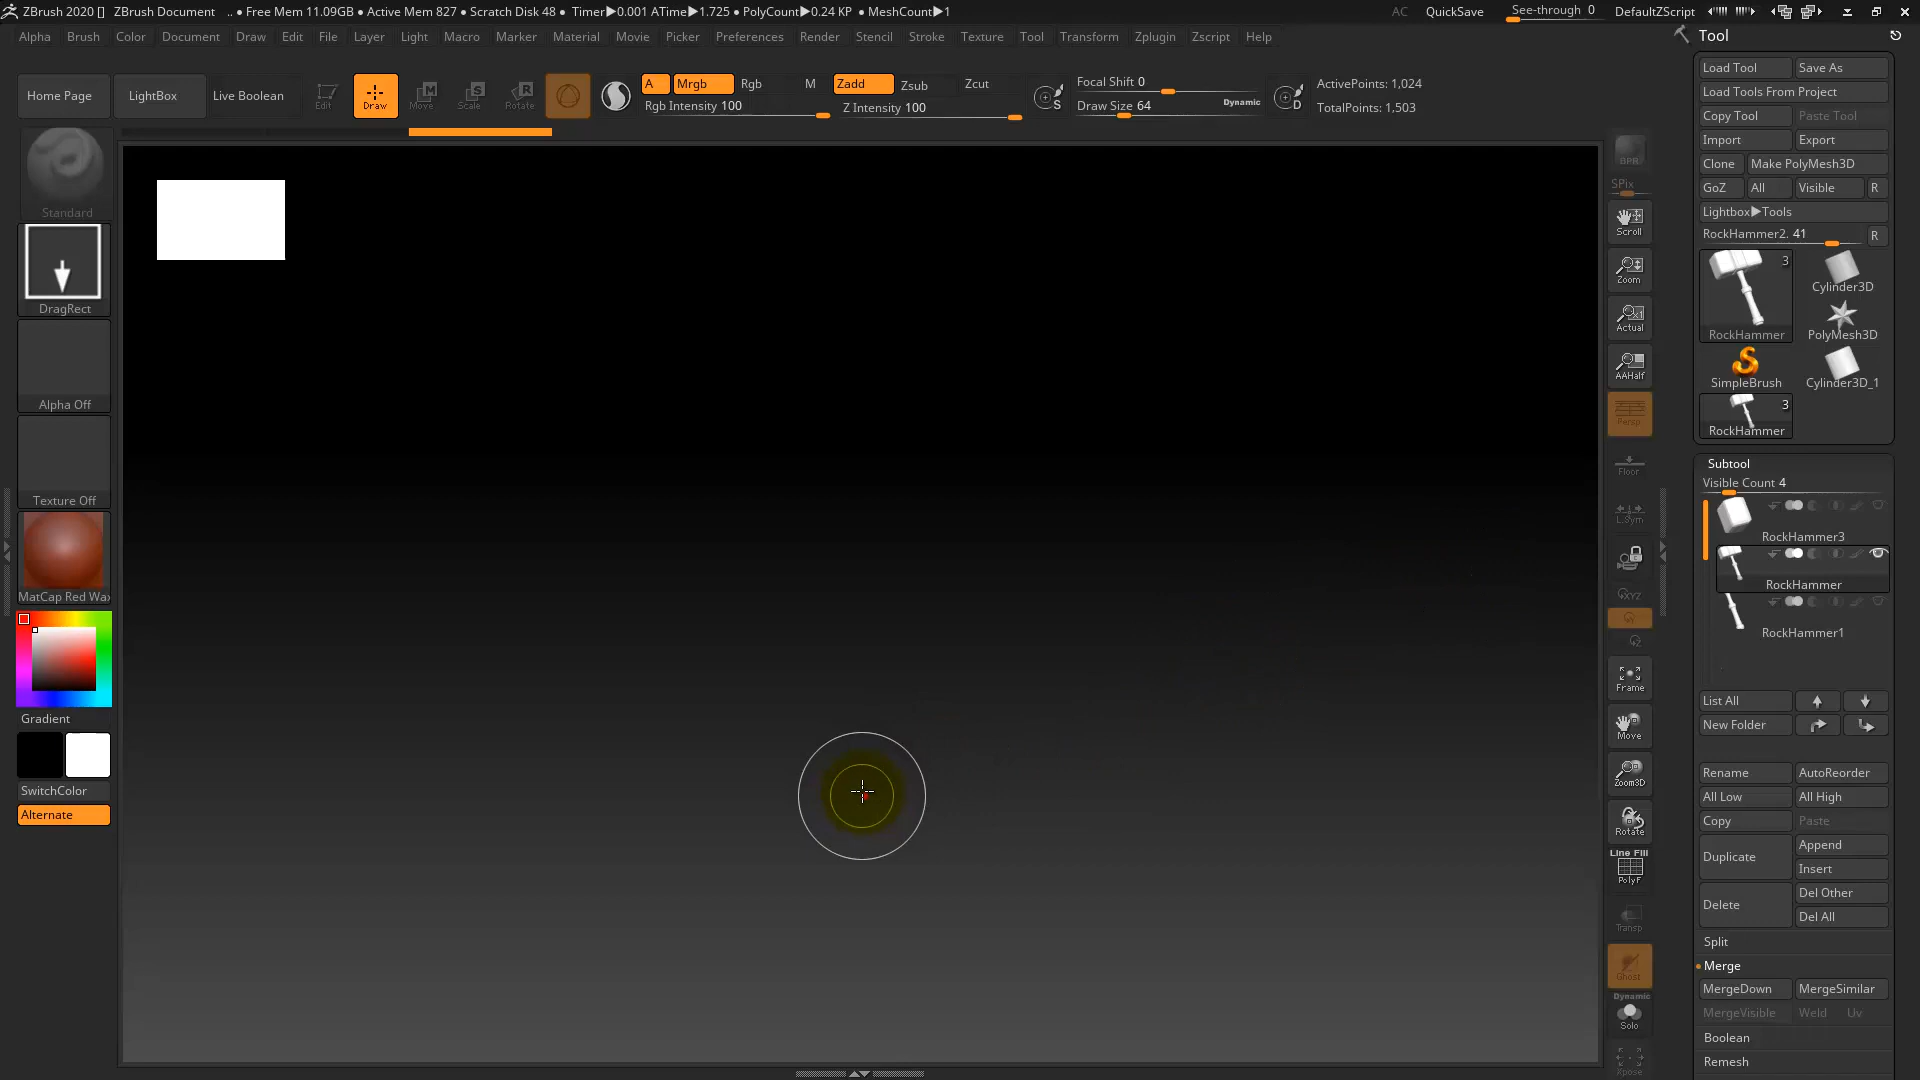 ZBrush 2020 [] ZBrush Document .. • Free Mem 11.09GB • Active Mem 827 • Scratch Disk 48 • Timer▶0.001 ATime▶1.725 • PolyCount▶0.24 KP • MeshCount▶1 AC QuickSave See-through 0 DefaultZScript
Alpha Brush Color Document Draw Edit File Layer Light Macro Marker Material Movie Picker Preferences Render Stencil Stroke Texture Tool Transform Zplugin Zscript Help
Home Page LightBox Live Boolean Edit Draw Move Scale Rotate
A Mrgb Rgb M Zadd Zsub Zcut
Rgb Intensity 100 Z Intensity 100
S Focal Shift 0
Draw Size 64 Dynamic D
ActivePoints: 1,024
TotalPoints: 1,503
Standard
DragRect
Alpha Off
Texture Off
MatCap Red Wax
Gradient
SwitchColor
Alternate
BPR
SPix
Scroll
Zoom
Actual
AAHalf
Persp
Floor
L.Sym
XYZ
Frame
Move
Zoom3D
Rotate
Line Fill
PolyF
Transp
Ghost
Dynamic
Solo
Xpose
Tool
Load Tool Save As
Load Tools From Project
Copy Tool Paste Tool
Import Export
Clone Make PolyMesh3D
GoZ All Visible R
Lightbox▶Tools
RockHammer2. 41 R
3
RockHammer
Cylinder3D
PolyMesh3D
SimpleBrush Cylinder3D_1
3
RockHammer
Subtool
Visible Count 4
RockHammer3
RockHammer
RockHammer1
List All
New Folder
Rename AutoReorder
All Low All High
Copy Paste
Duplicate Append
Insert
Delete Del Other
Del All
Split
Merge
MergeDown MergeSimilar
MergeVisible Weld Uv
Boolean
Remesh